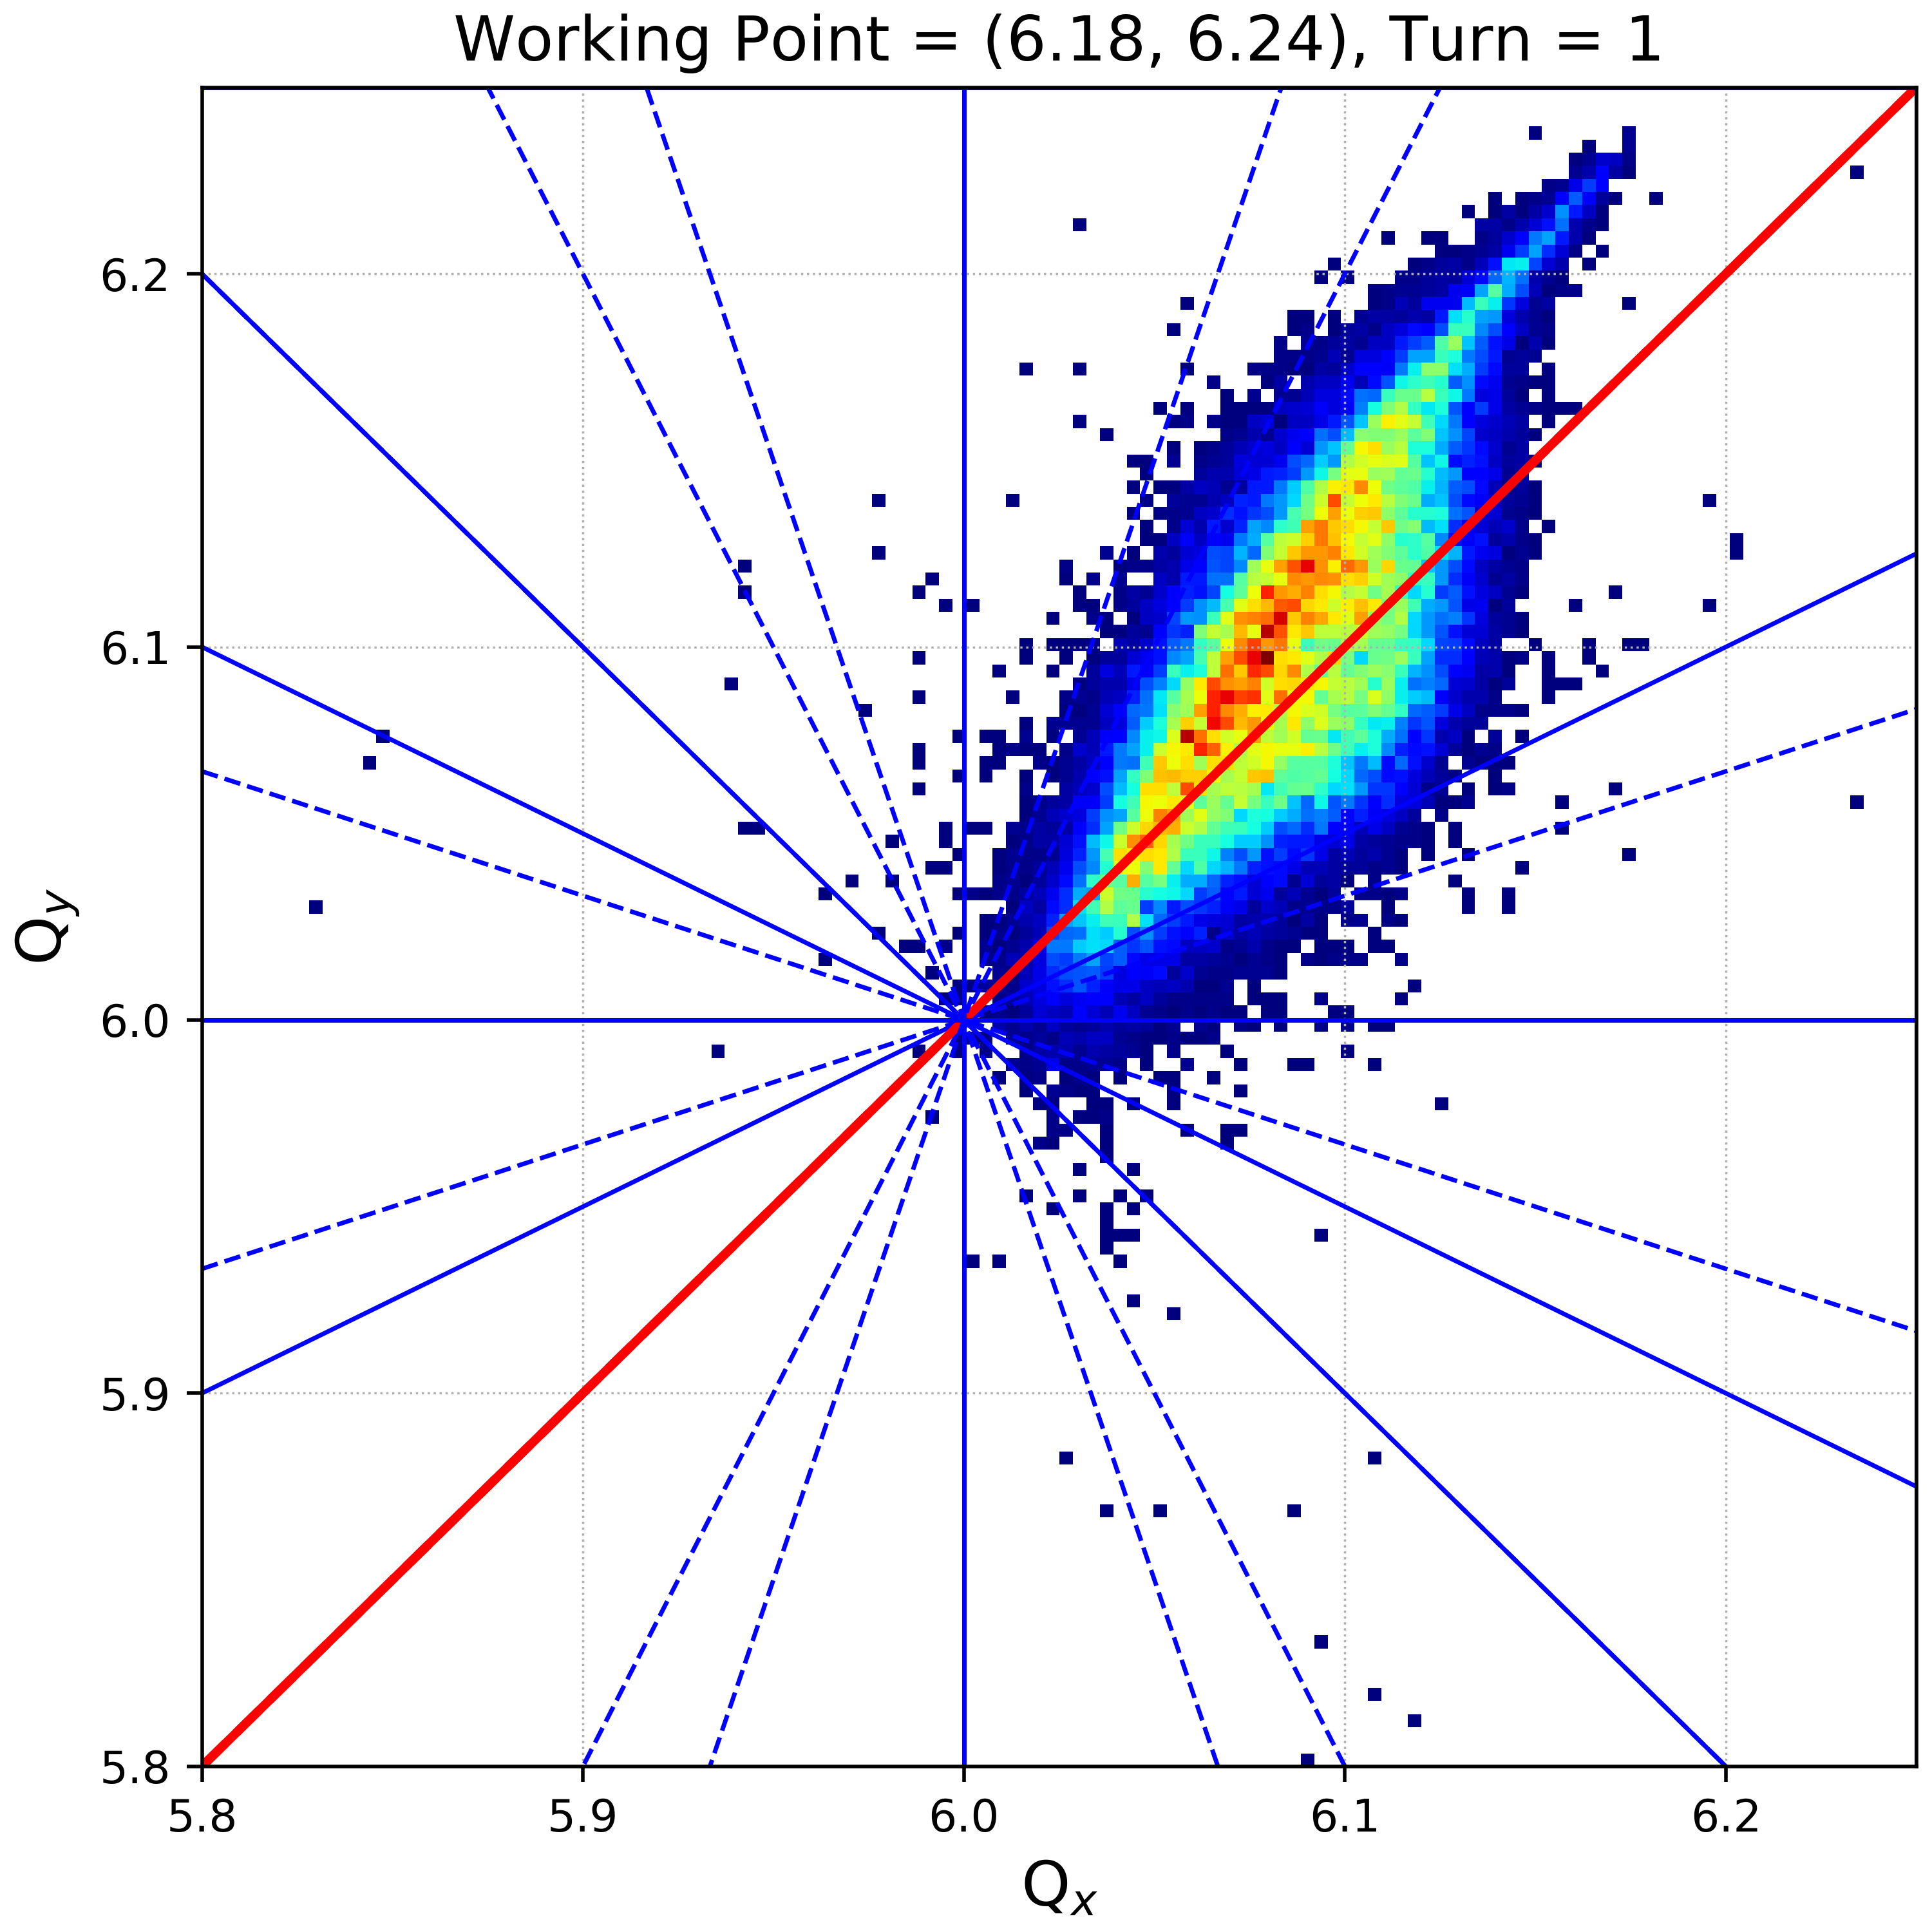 Working Point = (6.18, 6.24), Turn = 1
6.2
6.1
6.0
5.9
5.8
Qy
5.8 5.9 6.0 6.1 6.2
Qx